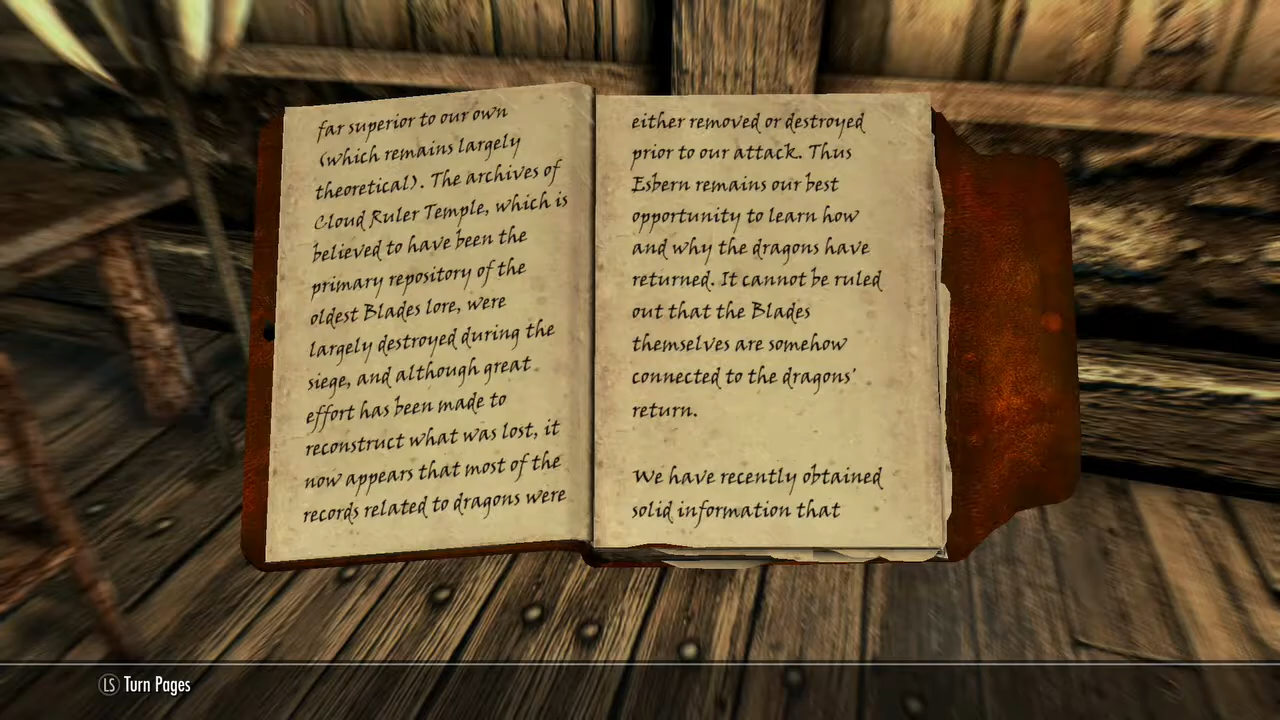 far superior to our own
(which remains largely
theoretical). The archives of
Cloud Ruler Temple, which is
believed to have been the
primary repository of the
oldest Blades lore, were
largely destroyed during the
siege, and although great
effort has been made to
reconstruct what was lost, it
now appears that most of the
records related to dragons were
either removed or destroyed
prior to our attack. Thus
Esbern remains our best
opportunity to learn how
and why the dragons have
returned. It cannot be ruled
out that the Blades
themselves are somehow
connected to the dragons'
return.
We have recently obtained
solid information that
LS Turn Pages